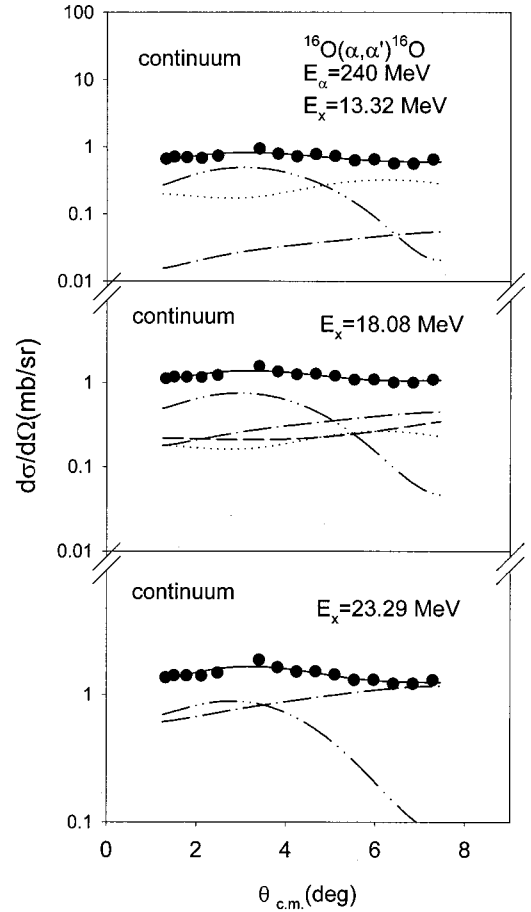 100
continuum
¹⁶O(α,α')¹⁶O
E_α=240 MeV
E_x=13.32 MeV
10
1
0.1
0.01
continuum
E_x=18.08 MeV
1
0.1
0.01
dσ/dΩ(mb/sr)
continuum
E_x=23.29 MeV
1
0.1
0 2 4 6 8
θ_c.m.(deg)